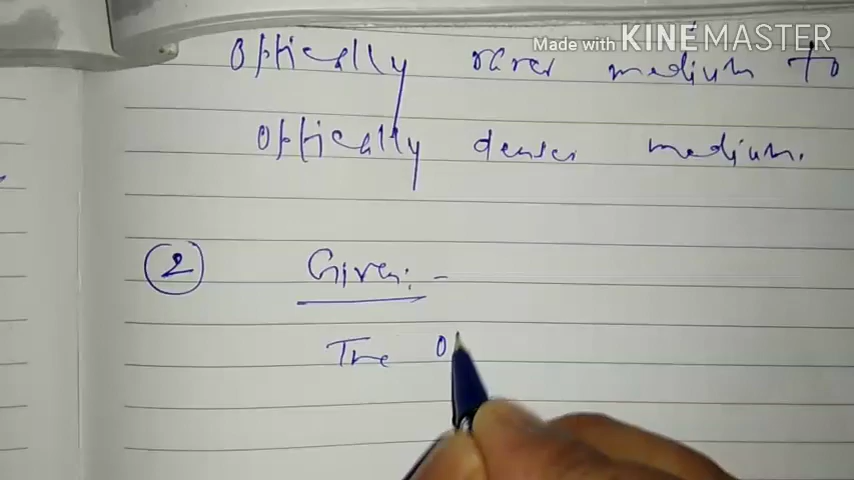 Made with KINEMASTER
Optically rarer medium to
Optically denser medium.
2 Given:-
The